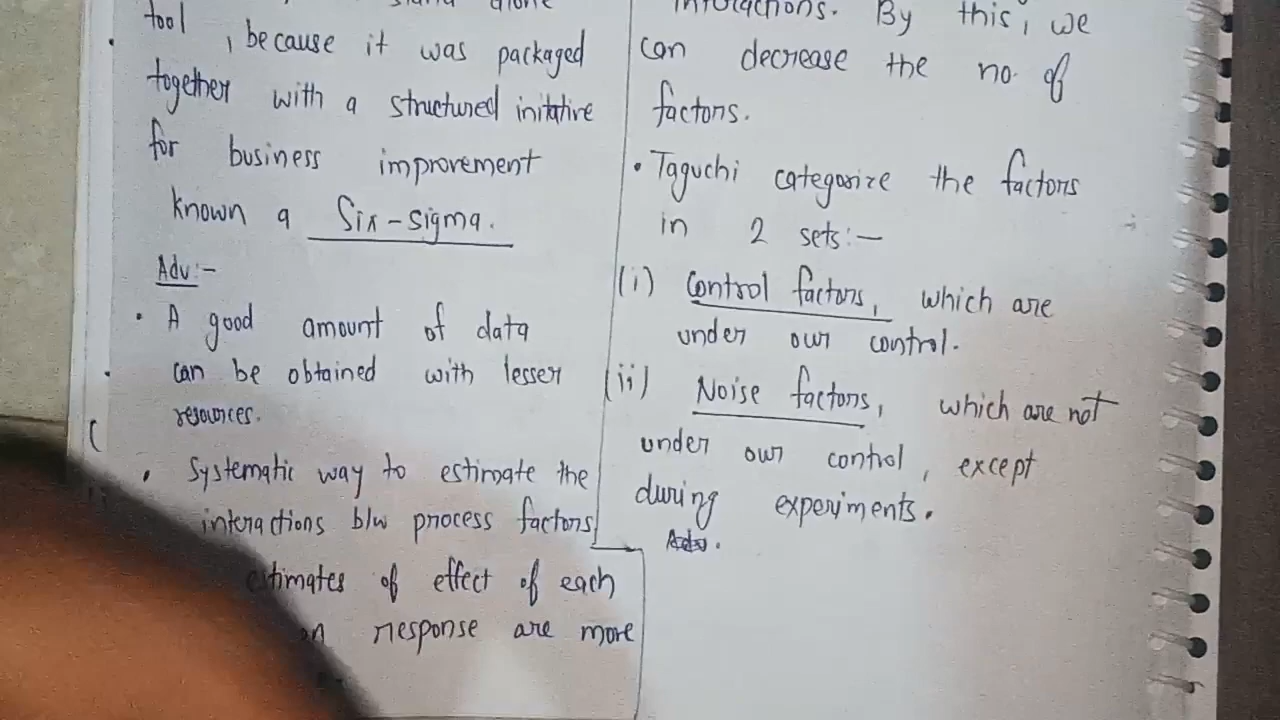 stand alone
tool , because it was packaged
together with a structured initative
for business improvement
known a Six-sigma.
Adv:-
• A good amount of data
can be obtained with lesser
resources.
• Systematic way to estimate the
interactions b/w process factors
estimates of effect of each
on response are more
interactions. By this, we
can decrease the no. of
factors.
• Taguchi categorize the factors
in 2 sets:-
(i) Control factors, which are
under our control.
(ii) Noise factors, which are not
under our control, except
during experiments.